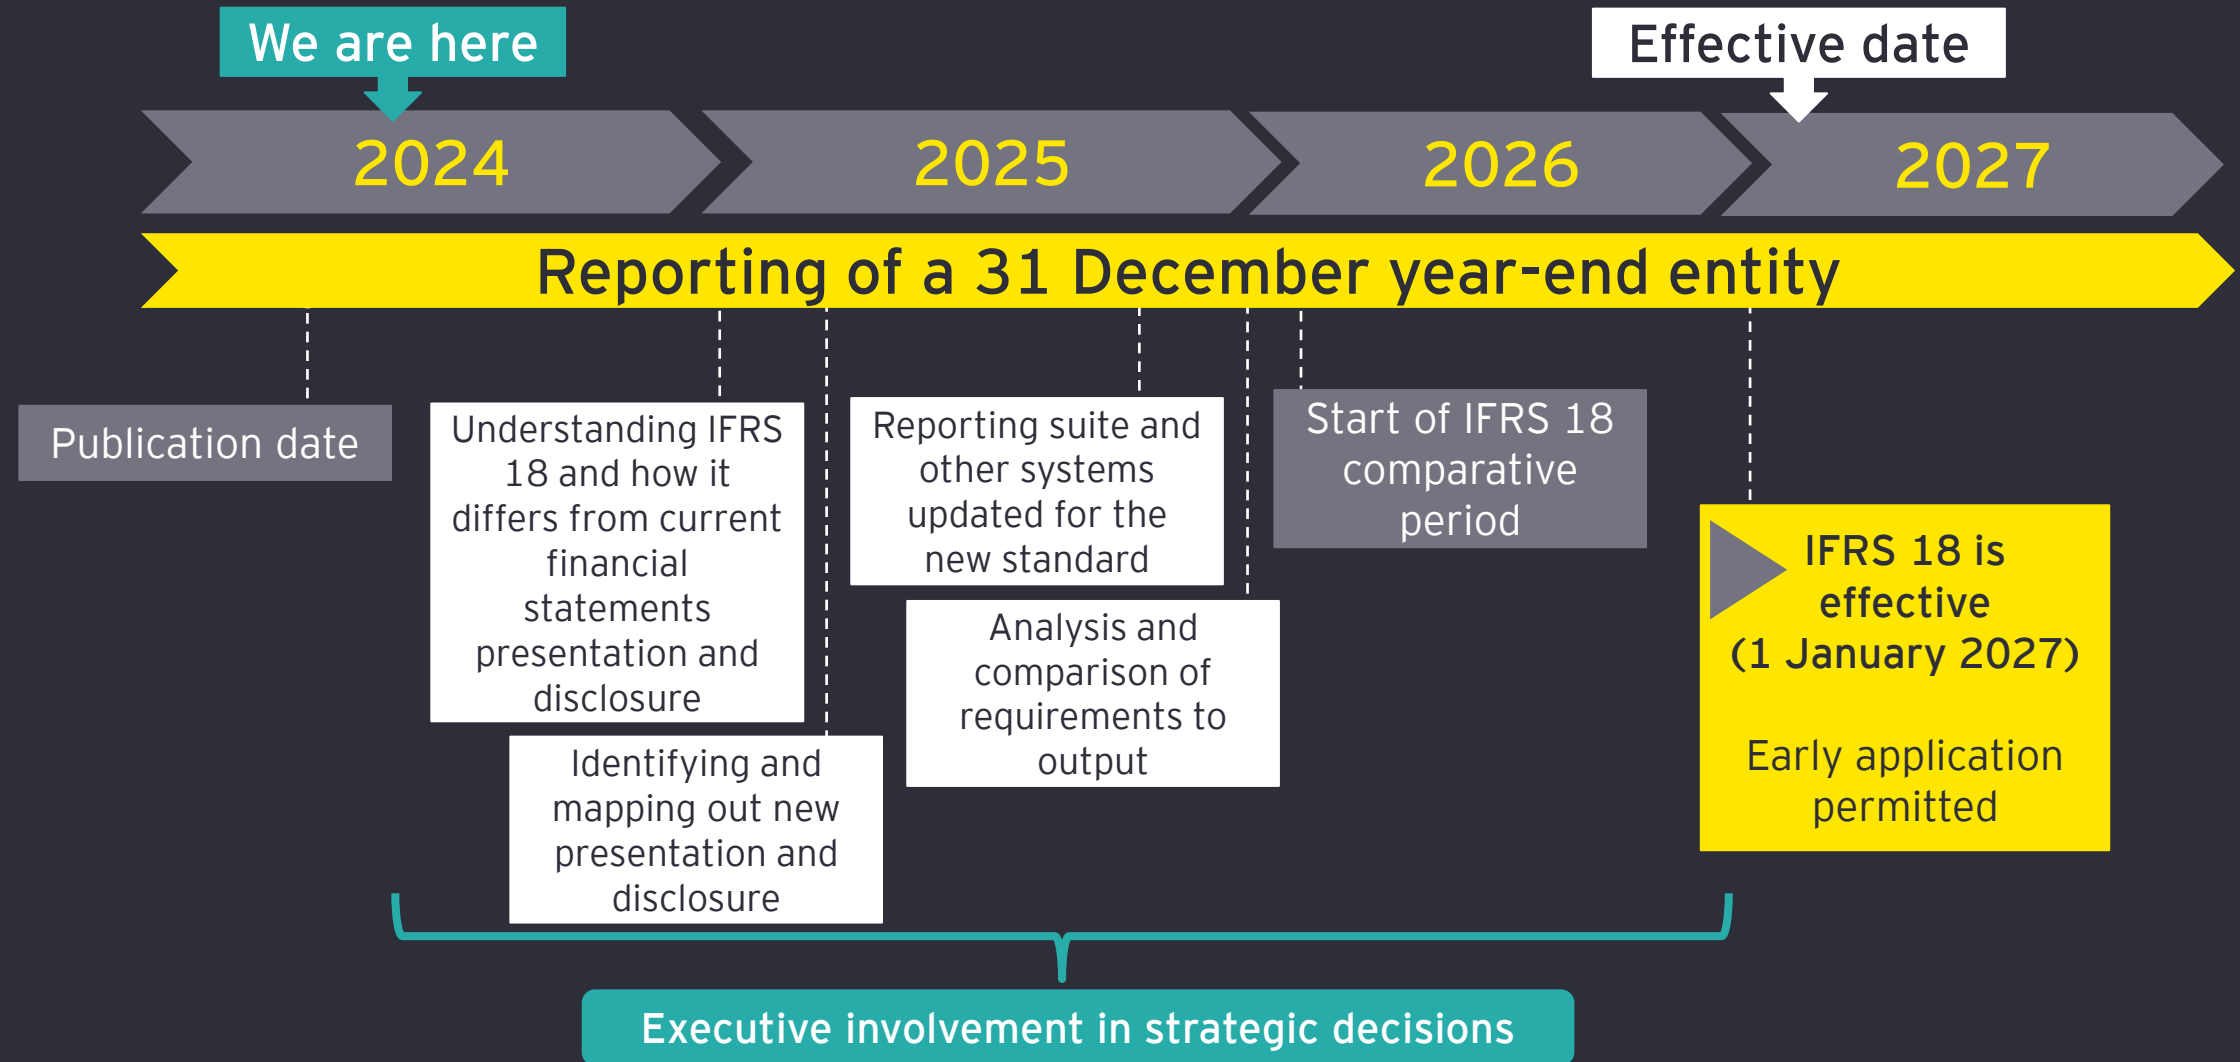 We are here
Effective date
2024
2025
2026
2027
Reporting of a 31 December year-end entity
Publication date
Understanding IFRS
18 and how it
differs from current
financial
statements
presentation and
disclosure
Identifying and
mapping out new
presentation and
disclosure
Reporting suite and
other systems
updated for the
new standard
Analysis and
comparison of
requirements to
output
Start of IFRS 18
comparative
period
IFRS 18 is
effective
(1 January 2027)
Early application
permitted
Executive involvement in strategic decisions